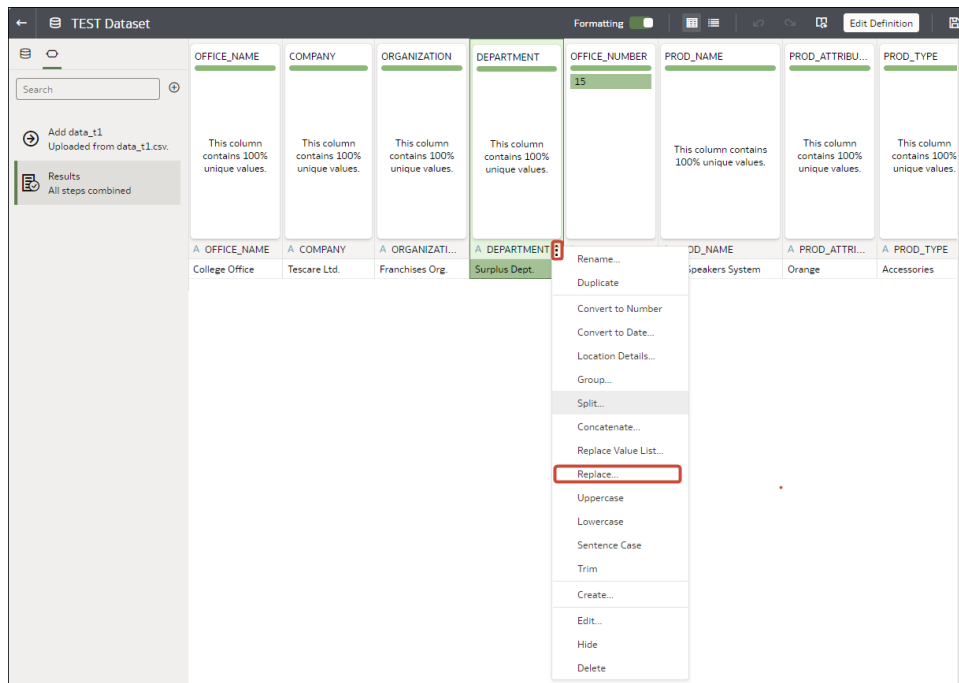 TEST Dataset
Formatting
Edit Definition
Search
Add data_t1
Uploaded from data_t1.csv.
Results
All steps combined
OFFICE_NAME
COMPANY
ORGANIZATION
DEPARTMENT
OFFICE_NUMBER
PROD_NAME
PROD_ATTRIBU...
PROD_TYPE
This column
contains 100%
unique values.
This column
contains 100%
unique values.
This column
contains 100%
unique values.
This column
contains 100%
unique values.
15
This column contains
100% unique values.
This column
contains 100%
unique values.
This column
contains 100%
unique values.
A OFFICE_NAME
A COMPANY
A ORGANIZATI...
A DEPARTMENT
OD_NAME
A PROD_ATTRI...
A PROD_TYPE
College Office
Tescare Ltd.
Franchises Org.
Surplus Dept.
Speakers System
Orange
Accessories
Rename...
Duplicate
Convert to Number
Convert to Date...
Location Details...
Group...
Split...
Concatenate...
Replace Value List...
Replace...
Uppercase
Lowercase
Sentence Case
Trim
Create...
Edit...
Hide
Delete